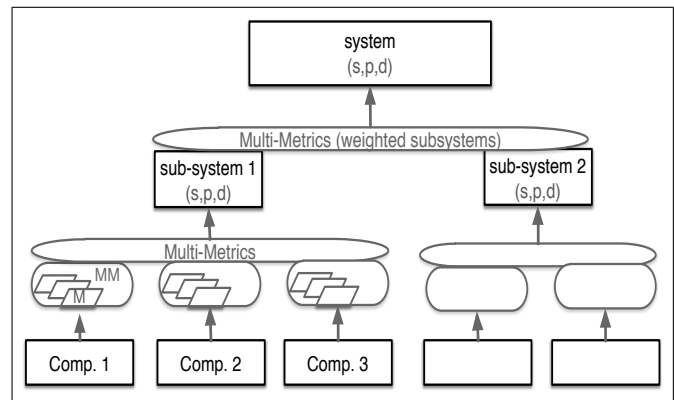 system
(s,p,d)
Multi-Metrics (weighted subsystems)
sub-system 1
(s,p,d)
sub-system 2
(s,p,d)
Multi-Metrics
MM
M
Comp. 1
Comp. 2
Comp. 3